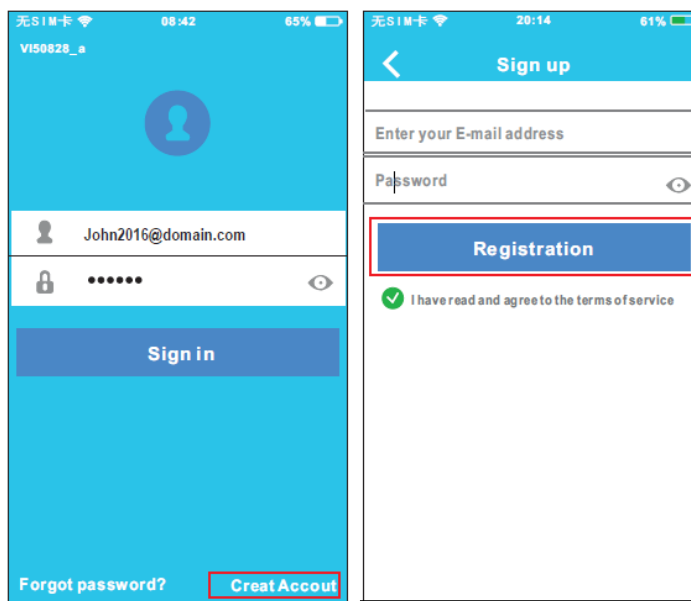 无SIM卡 08:42 65%
VI50828_a
John2016@domain.com
••••••
Sign in
Forgot password? Creat Accout
无SIM卡 20:14 61%
Sign up
Enter your E-mail address
Password
Registration
I have read and agree to the terms of service